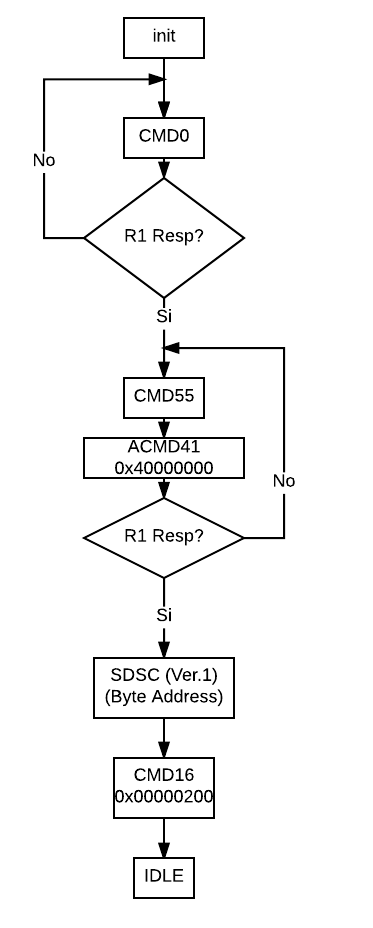 init
CMD0
No
R1 Resp?
Si
CMD55
ACMD41
0x40000000
No
R1 Resp?
Si
SDSC (Ver.1)
(Byte Address)
CMD16
0x00000200
IDLE